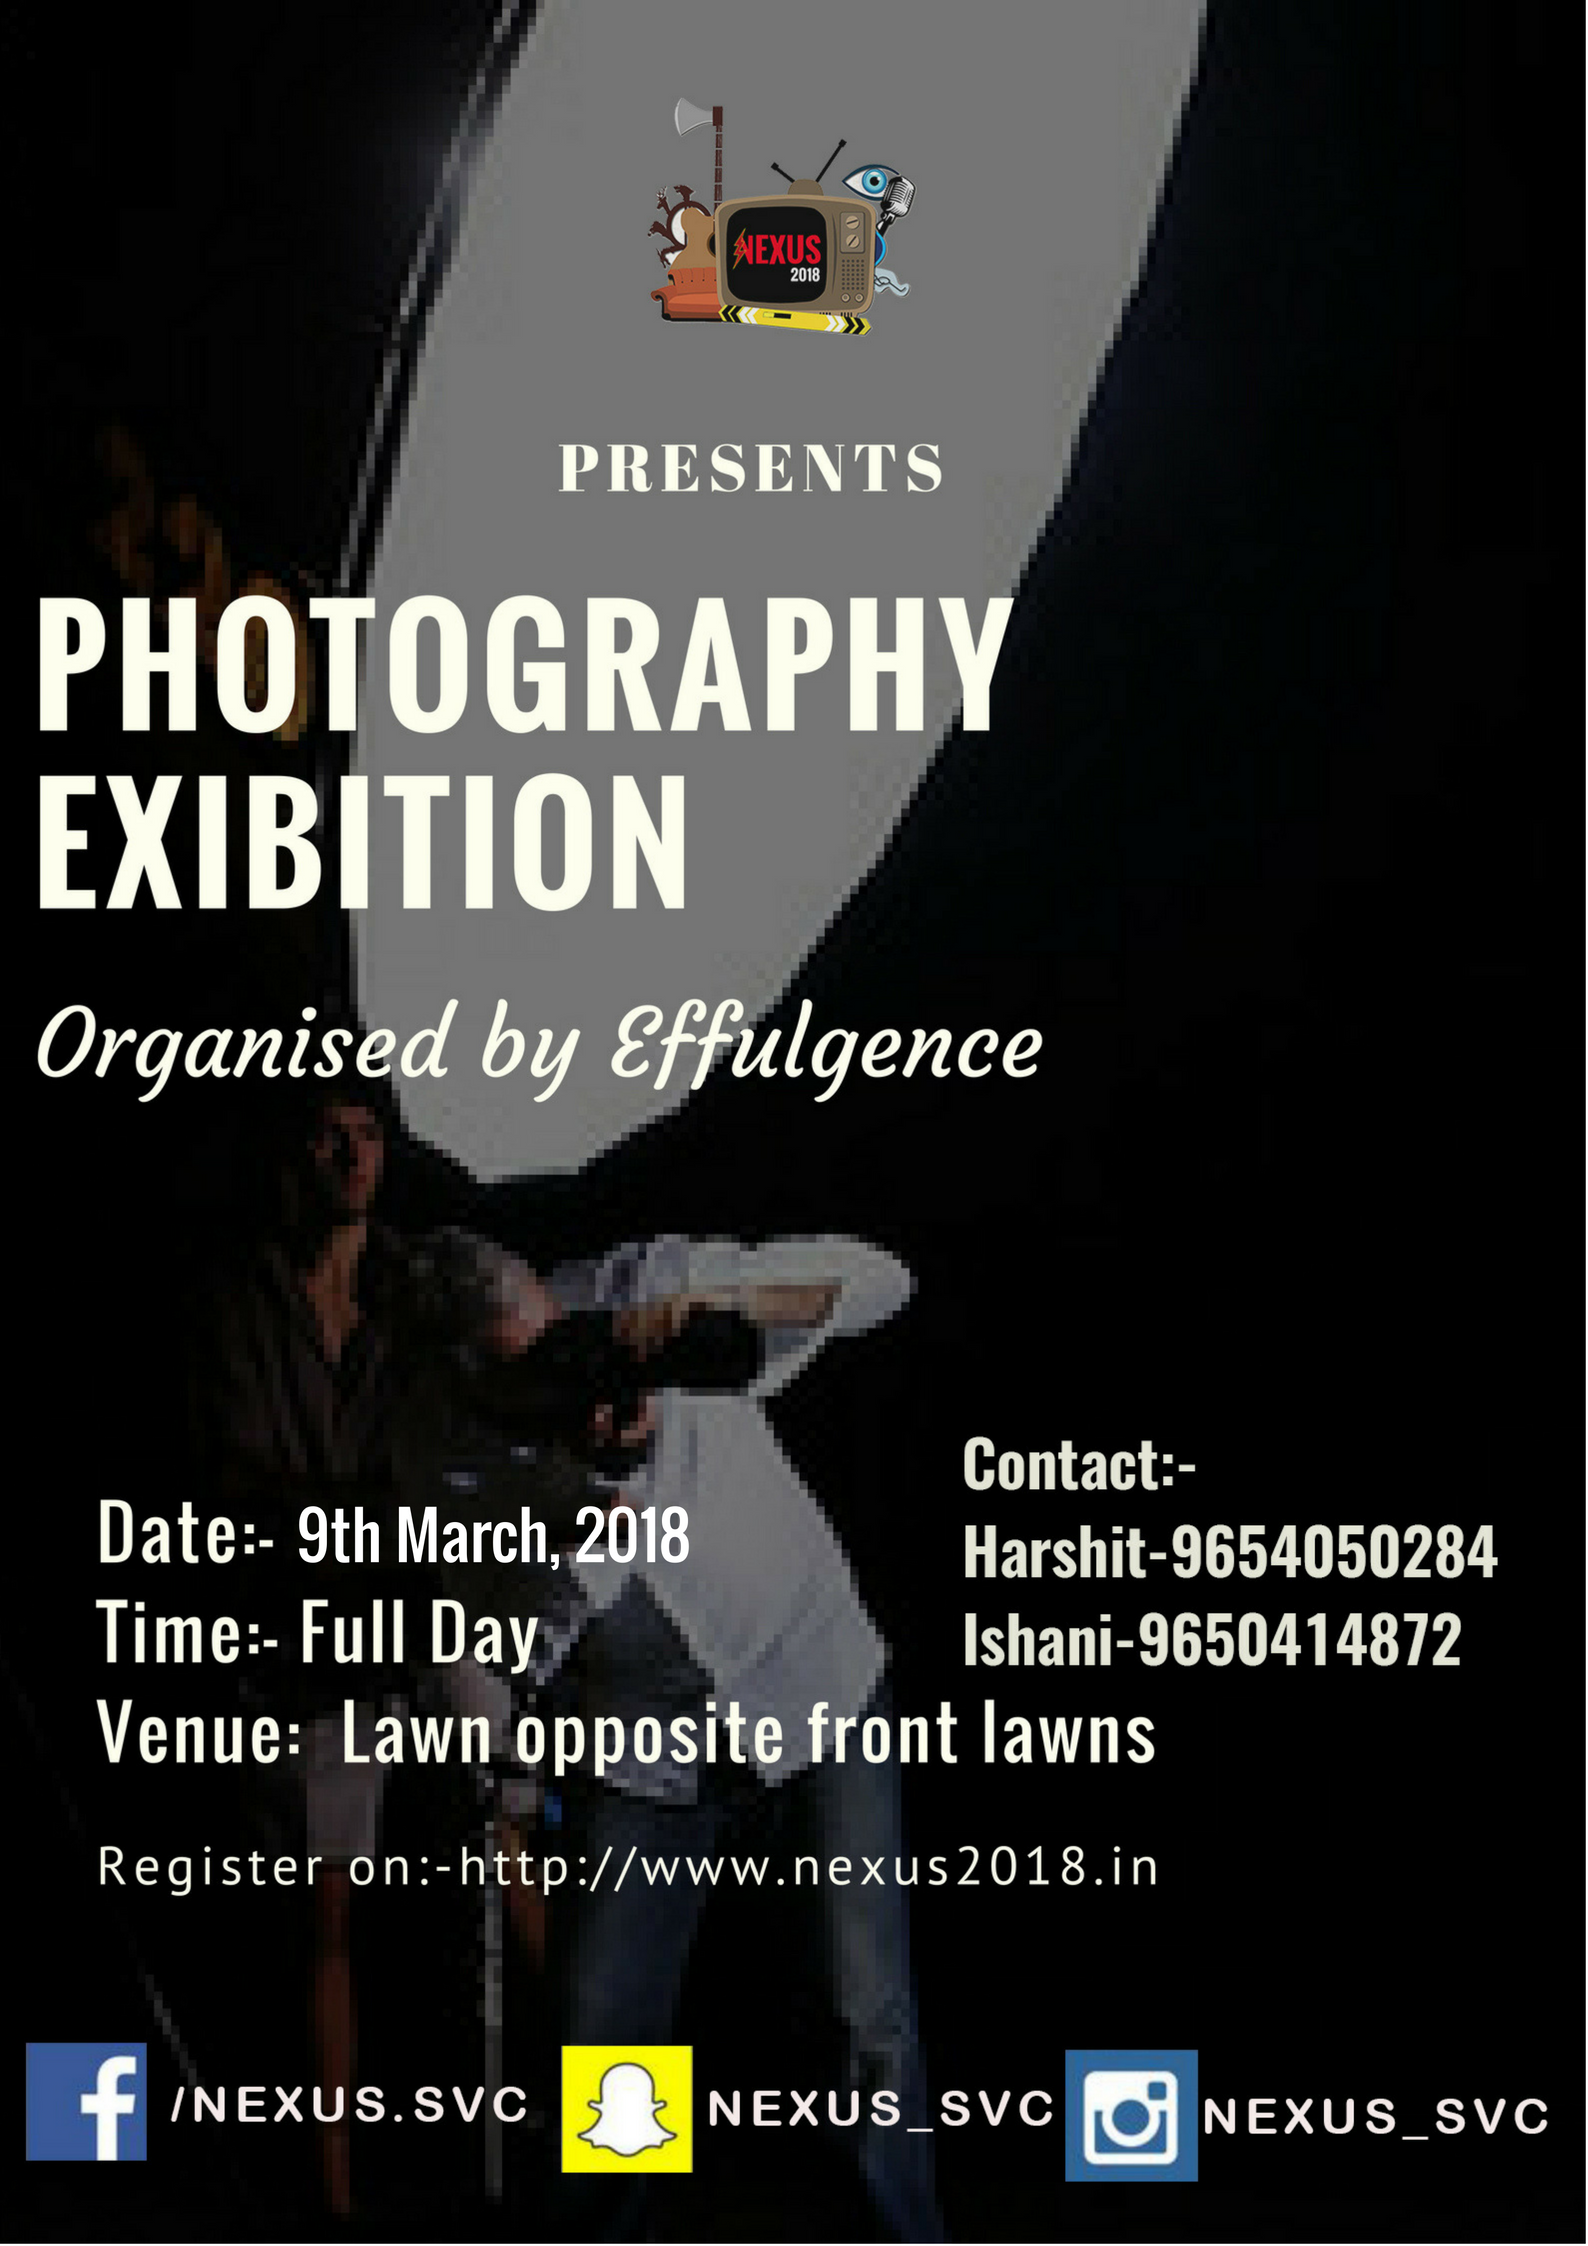 NEXUS
2018
PRESENTS
PHOTOGRAPHY
EXIBITION
Organised by Effulgence
Contact:-
Harshit-9654050284
Ishani-9650414872
Date:- 9th March, 2018
Time:- Full Day
Venue: Lawn opposite front lawns
Register on:-http://www.nexus2018.in
/NEXUS.SVC
NEXUS_SVC
NEXUS_SVC